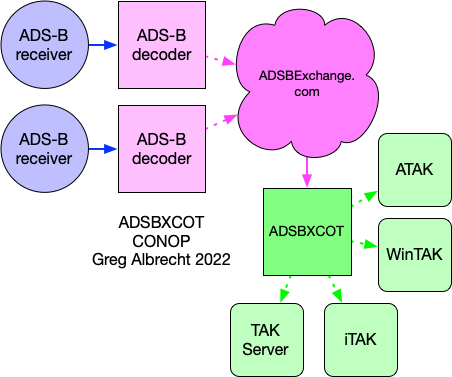 ADS-B
receiver
ADS-B
decoder
ADSBExchange.
com
ADS-B
receiver
ADS-B
decoder
ATAK
ADSBXCOT
CONOP
Greg Albrecht 2022
ADSBXCOT
WinTAK
TAK
Server
iTAK